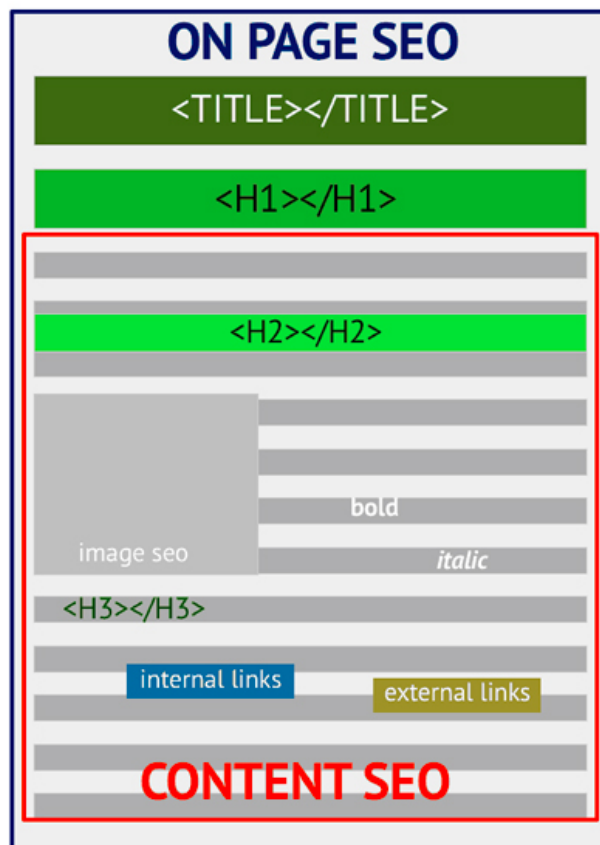 ON PAGE SEO
<TITLE></TITLE>
<H1></H1>
<H2></H2>
bold
image seo
italic
<H3></H3>
internal links
external links
CONTENT SEO